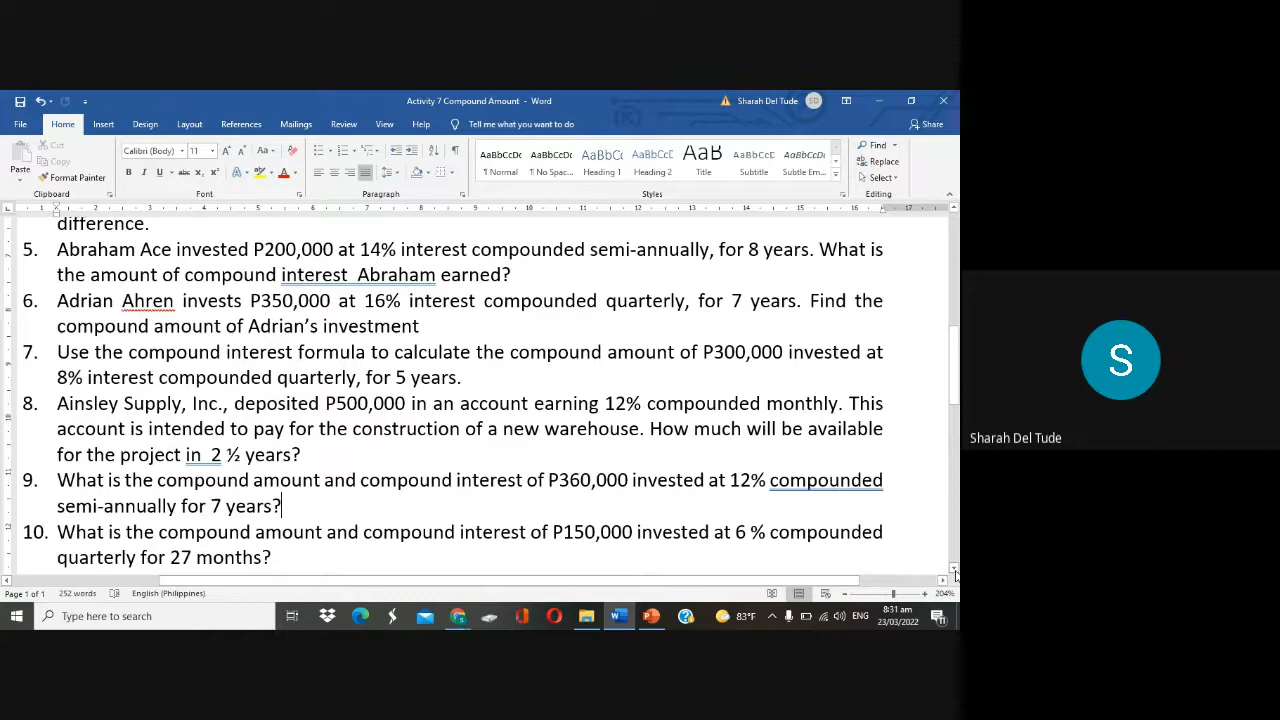 Activity 7 Compound Amount - Word
Sharah Del Tude
SD
File Home Insert Design Layout References Mailings Review View Help Tell me what you want to do
Share
Paste
Cut
Copy
Format Painter
Clipboard
Calibri (Body) 11
Font
Paragraph
AaBbCcDc AaBbCcDc AaBbCc AaBbCcC AaB AaBbCcC AaBbCcDc
¶ Normal ¶ No Spac... Heading 1 Heading 2 Title Subtitle Subtle Em...
Styles
Find
Replace
Select
Editing
difference.
5. Abraham Ace invested P200,000 at 14% interest compounded semi-annually, for 8 years. What is
the amount of compound interest Abraham earned?
6. Adrian Ahren invests P350,000 at 16% interest compounded quarterly, for 7 years. Find the
compound amount of Adrian's investment
7. Use the compound interest formula to calculate the compound amount of P300,000 invested at
8% interest compounded quarterly, for 5 years.
8. Ainsley Supply, Inc., deposited P500,000 in an account earning 12% compounded monthly. This
account is intended to pay for the construction of a new warehouse. How much will be available
for the project in 2 ½ years?
9. What is the compound amount and compound interest of P360,000 invested at 12% compounded
semi-annually for 7 years?
10. What is the compound amount and compound interest of P150,000 invested at 6 % compounded
quarterly for 27 months?
Page 1 of 1 252 words English (Philippines) 204%
Type here to search
83°F
ENG
8:31 am
23/03/2022
S
Sharah Del Tude